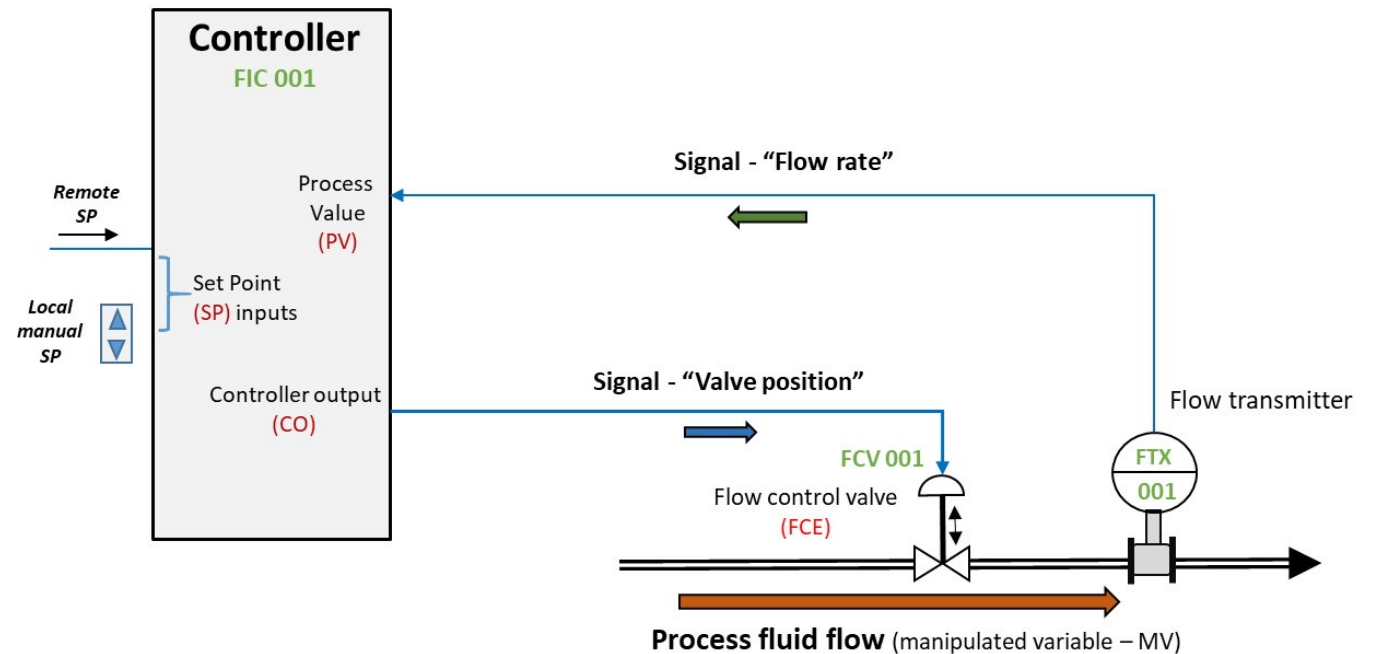 Controller
FIC 001
Signal - “Flow rate”
Remote
SP
Process
Value
(PV)
Set Point
(SP) inputs
Local
manual
SP
Signal - “Valve position”
Controller output
(CO)
Flow transmitter
FCV 001
FTX
001
Flow control valve
(FCE)
Process fluid flow (manipulated variable – MV)